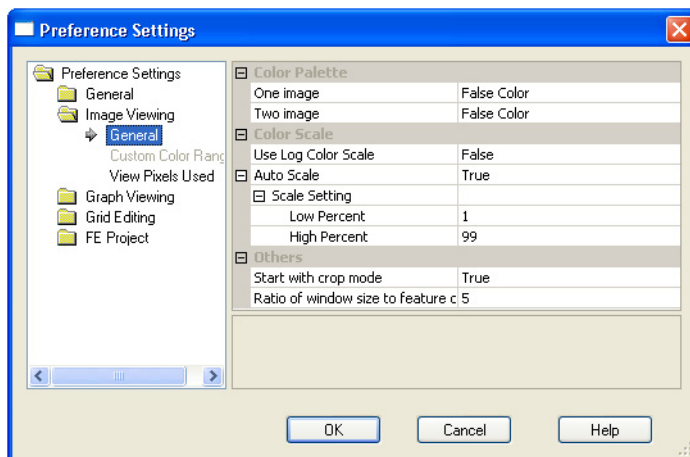 Preference Settings
Preference Settings
General
Image Viewing
General
Custom Color Rang
View Pixels Used
Graph Viewing
Grid Editing
FE Project
Color Palette
One image False Color
Two image False Color
Color Scale
Use Log Color Scale False
Auto Scale True
Scale Setting
Low Percent 1
High Percent 99
Others
Start with crop mode True
Ratio of window size to feature c 5
OK Cancel Help